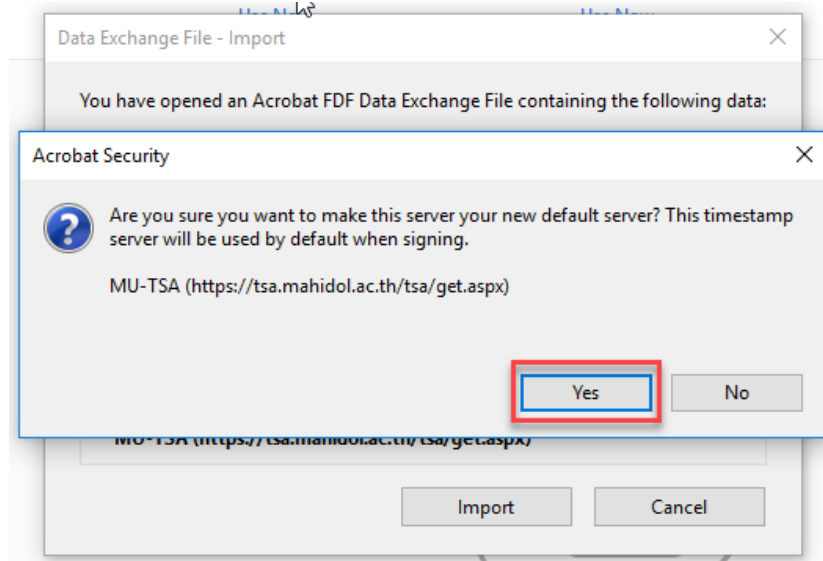 Data Exchange File - Import
You have opened an Acrobat FDF Data Exchange File containing the following data:
Acrobat Security
Are you sure you want to make this server your new default server? This timestamp
server will be used by default when signing.
MU-TSA (https://tsa.mahidol.ac.th/tsa/get.aspx)
Yes
No
MU-TSA (https://tsa.mahidol.ac.th/tsa/get.aspx)
Import
Cancel